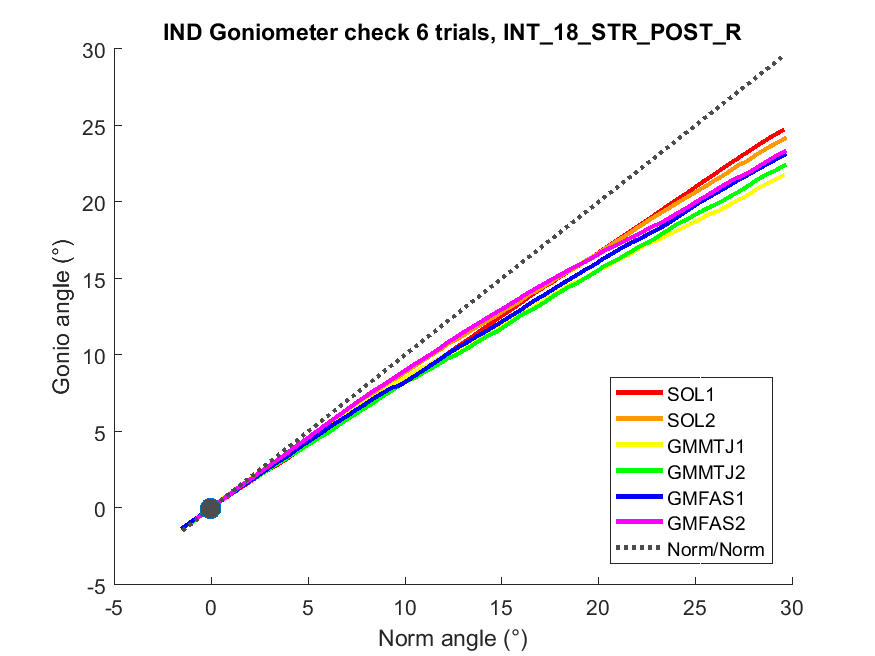 IND Goniometer check 6 trials, INT_18_STR_POST_R
30
25
20
15
10
5
0
-5
Gonio angle (°)
-5 0 5 10 15 20 25 30
Norm angle (°)
SOL1
SOL2
GMMTJ1
GMMTJ2
GMFAS1
GMFAS2
Norm/Norm